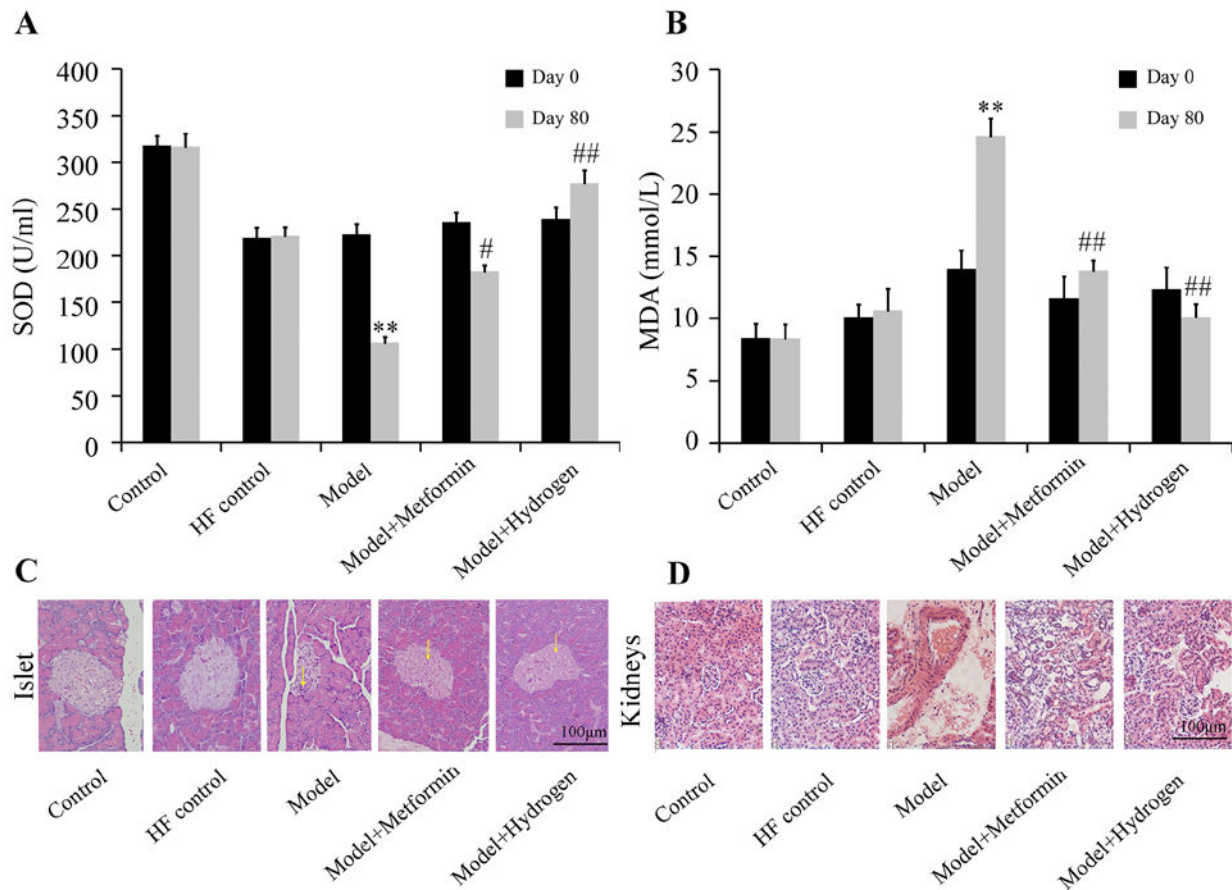 A
SOD (U/ml)
400
350
300
250
200
150
100
50
0
Day 0
Day 80
**
#
##
Control
HF control
Model
Model+Metformin
Model+Hydrogen
B
MDA (mmol/L)
30
25
20
15
10
5
0
Day 0
Day 80
**
##
##
Control
HF control
Model
Model+Metformin
Model+Hydrogen
C
Islet
100μm
Control
HF control
Model
Model+Metformin
Model+Hydrogen
D
Kidneys
100μm
Control
HF control
Model
Model+Metformin
Model+Hydrogen